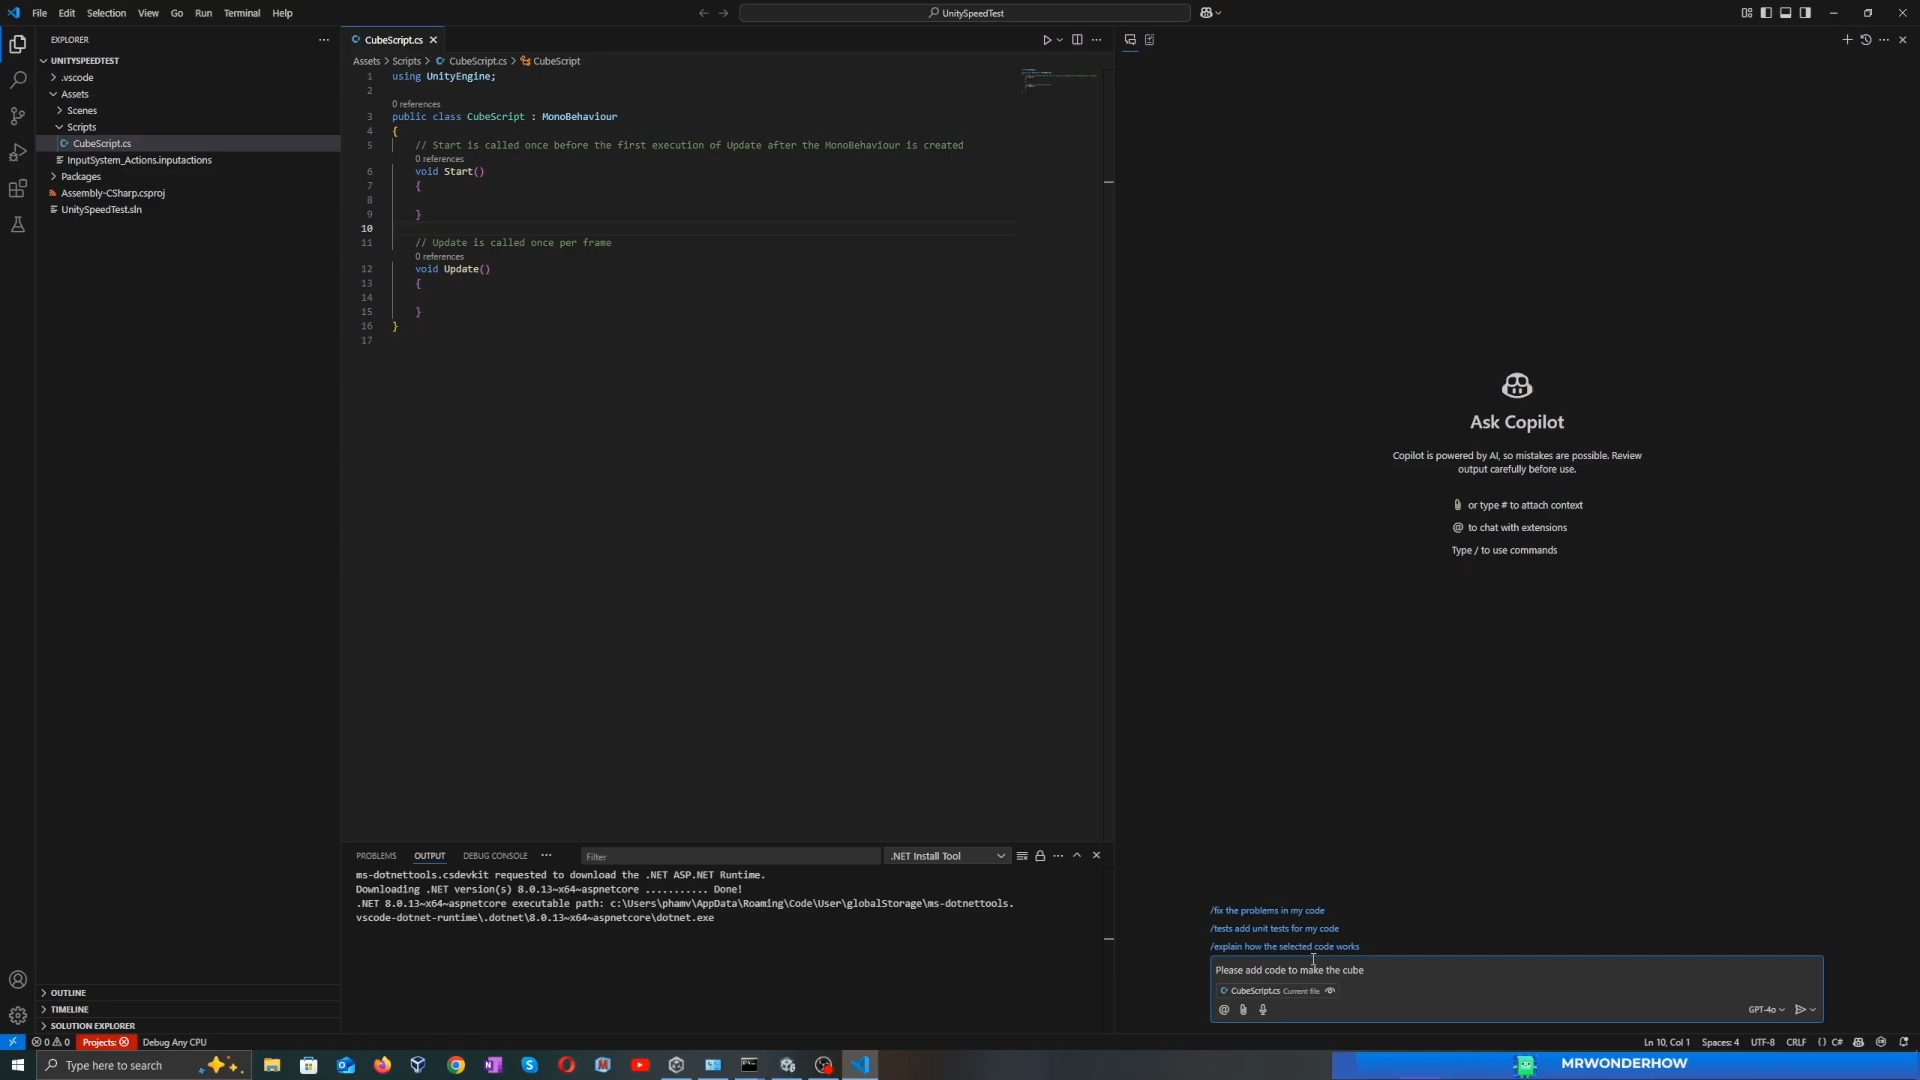 File Edit Selection View Go Run Terminal Help
UnitySpeedTest
EXPLORER
UNITYSPEEDTEST
.vscode
Assets
Scenes
Scripts
CubeScript.cs
InputSystem_Actions.inputactions
Packages
Assembly-CSharp.csproj
UnitySpeedTest.sln
OUTLINE
TIMELINE
SOLUTION EXPLORER
CubeScript.cs
Assets > Scripts > CubeScript.cs > CubeScript
1 using UnityEngine;
2
0 references
3 public class CubeScript : MonoBehaviour
4 {
5 // Start is called once before the first execution of Update after the MonoBehaviour is created
0 references
6 void Start()
7 {
8
9 }
10
11 // Update is called once per frame
0 references
12 void Update()
13 {
14
15 }
16 }
17
PROBLEMS OUTPUT DEBUG CONSOLE
Filter
.NET Install Tool
ms-dotnettools.csdevkit requested to download the .NET ASP.NET Runtime.
Downloading .NET version(s) 8.0.13~x64~aspnetcore ........... Done!
.NET 8.0.13~x64~aspnetcore executable path: c:\Users\phamv\AppData\Roaming\Code\User\globalStorage\ms-dotnettools.
vscode-dotnet-runtime\.dotnet\8.0.13~x64~aspnetcore\dotnet.exe
Ask Copilot
Copilot is powered by AI, so mistakes are possible. Review
output carefully before use.
or type # to attach context
@ to chat with extensions
Type / to use commands
/fix the problems in my code
/tests add unit tests for my code
/explain how the selected code works
Please add code to make the cube
CubeScript.cs Current file
@
GPT-4o
0 0 Projects: Debug Any CPU
Ln 10, Col 1 Spaces: 4 UTF-8 CRLF {} C#
Type here to search
MRWONDERHOW